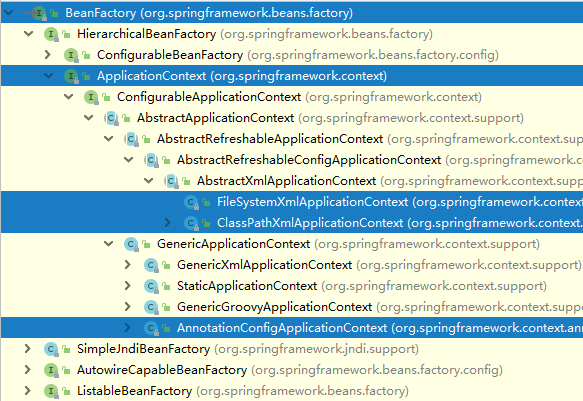 BeanFactory (org.springframework.beans.factory)
HierarchicalBeanFactory (org.springframework.beans.factory)
ConfigurableBeanFactory (org.springframework.beans.factory.config)
ApplicationContext (org.springframework.context)
ConfigurableApplicationContext (org.springframework.context)
AbstractApplicationContext (org.springframework.context.support)
AbstractRefreshableApplicationContext (org.springframework.context.support)
AbstractRefreshableConfigApplicationContext (org.springframework.context
AbstractXmlApplicationContext (org.springframework.context.support)
FileSystemXmlApplicationContext (org.springframework.context
ClassPathXmlApplicationContext (org.springframework.context.
GenericApplicationContext (org.springframework.context.support)
GenericXmlApplicationContext (org.springframework.context.support)
StaticApplicationContext (org.springframework.context.support)
GenericGroovyApplicationContext (org.springframework.context.support)
AnnotationConfigApplicationContext (org.springframework.context.ann
SimpleJndiBeanFactory (org.springframework.jndi.support)
AutowireCapableBeanFactory (org.springframework.beans.factory.config)
ListableBeanFactory (org.springframework.beans.factory)